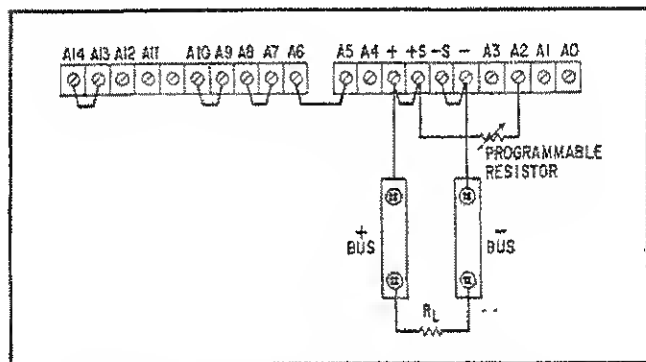 A14 A13 A12 A11 A10 A9 A8 A7 A6 A5 A4 + +S -S - A3 A2 A1 A0
PROGRAMMABLE
RESISTOR
+
BUS
-
BUS
RL